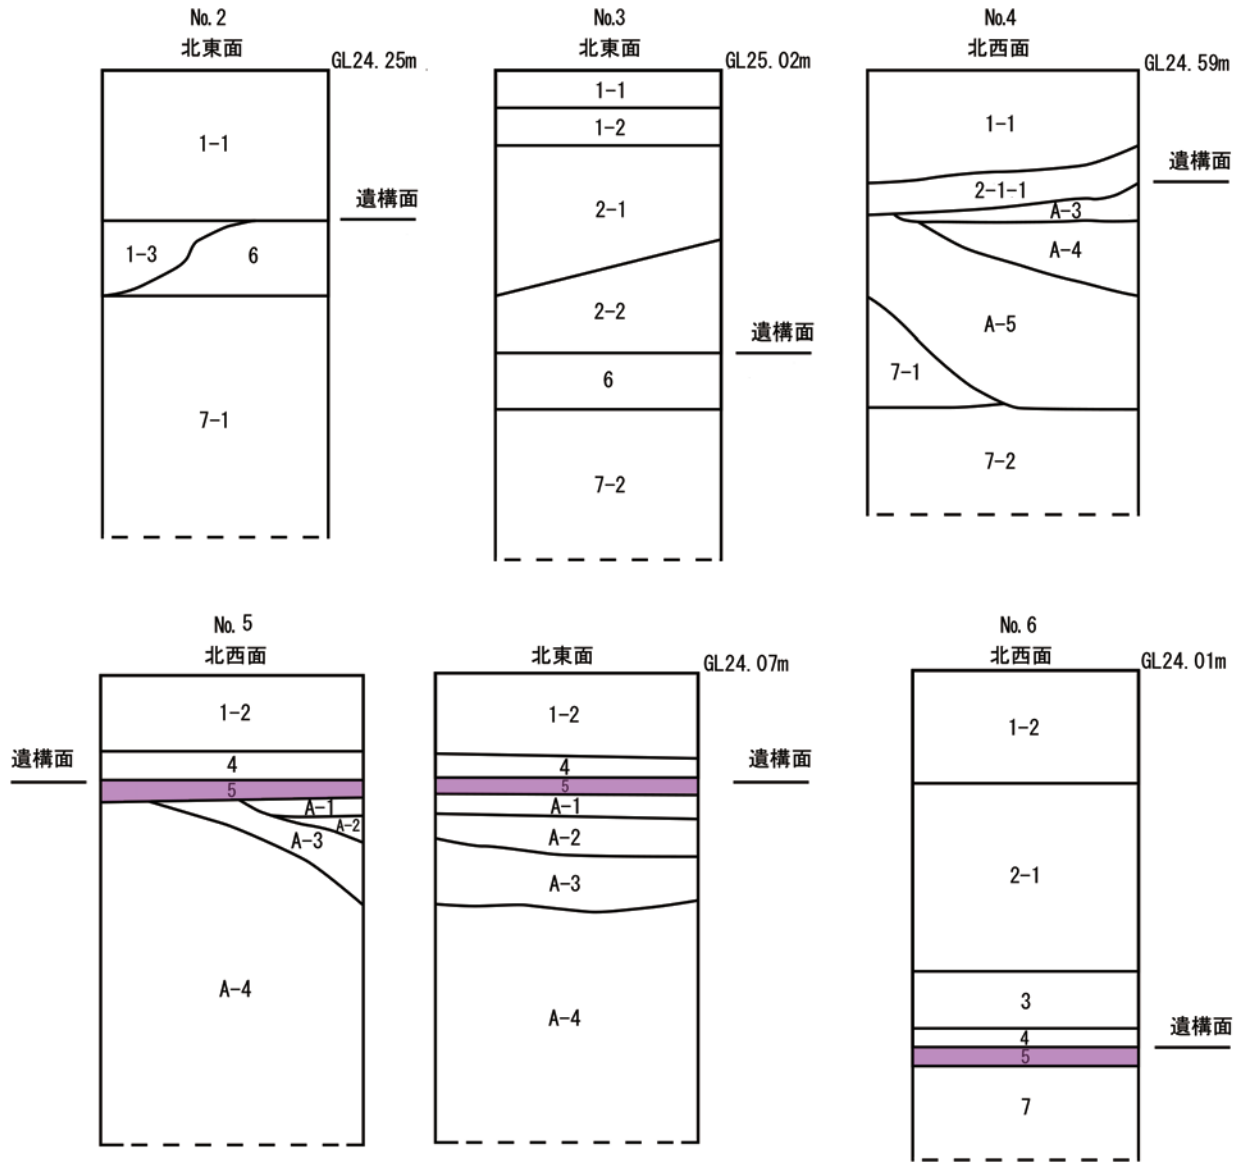 No. 2
北東面
GL24. 25m
1-1
遺構面
1-3
6
7-1
No.3
北東面
GL25. 02m
1-1
1-2
2-1
2-2
遺構面
6
7-2
No.4
北西面
GL24. 59m
1-1
遺構面
2-1-1
A-3
A-4
A-5
7-1
7-2
No. 5
北西面
1-2
遺構面
4
5
A-1
A-2
A-3
A-4
北東面
GL24. 07m
1-2
遺構面
4
5
A-1
A-2
A-3
A-4
No. 6
北西面
GL24. 01m
1-2
2-1
3
遺構面
4
5
7